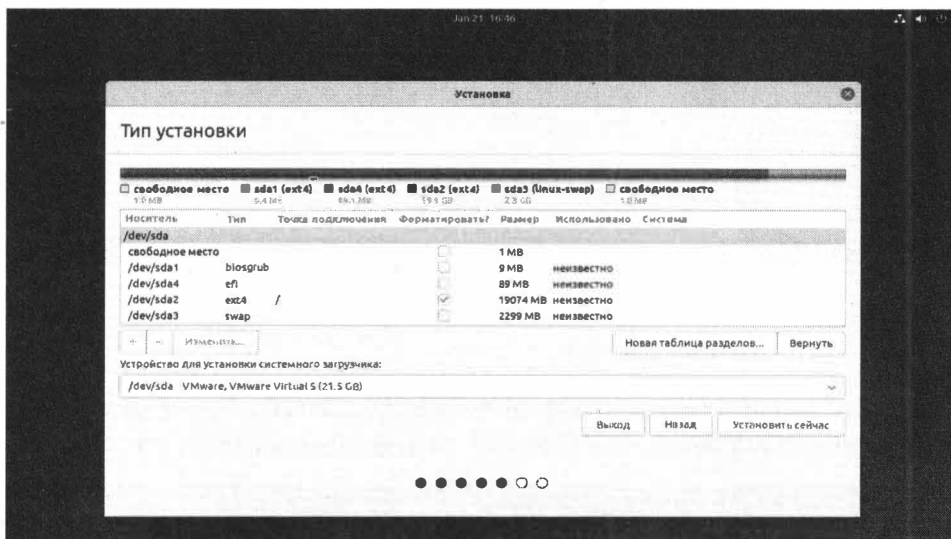 Jan 21 16:46
Установка
Тип установки
свободное место sda1 (ext4) sda4 (ext4) sda2 (ext4) sda3 (linux-swap) свободное место
1.0 MB 89.1 MB 2.3 GB 1.0 MB
Носитель Тип Точка подключения Форматировать? Размер Использовано Система
/dev/sda
свободное место 1 MB
/dev/sda1 biosgrub 9 MB неизвестно
/dev/sda4 efi 89 MB неизвестно
/dev/sda2 ext4 / 19074 MB неизвестно
/dev/sda3 swap 2299 MB неизвестно
+ - Изменить... Новая таблица разделов... Вернуть
Устройство для установки системного загрузчика:
/dev/sda VMware, VMware Virtual S (21.5 GB)
Выход Назад Установить сейчас